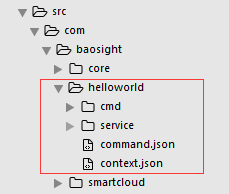 src
com
baosight
core
helloworld
cmd
service
command.json
context.json
smartcloud